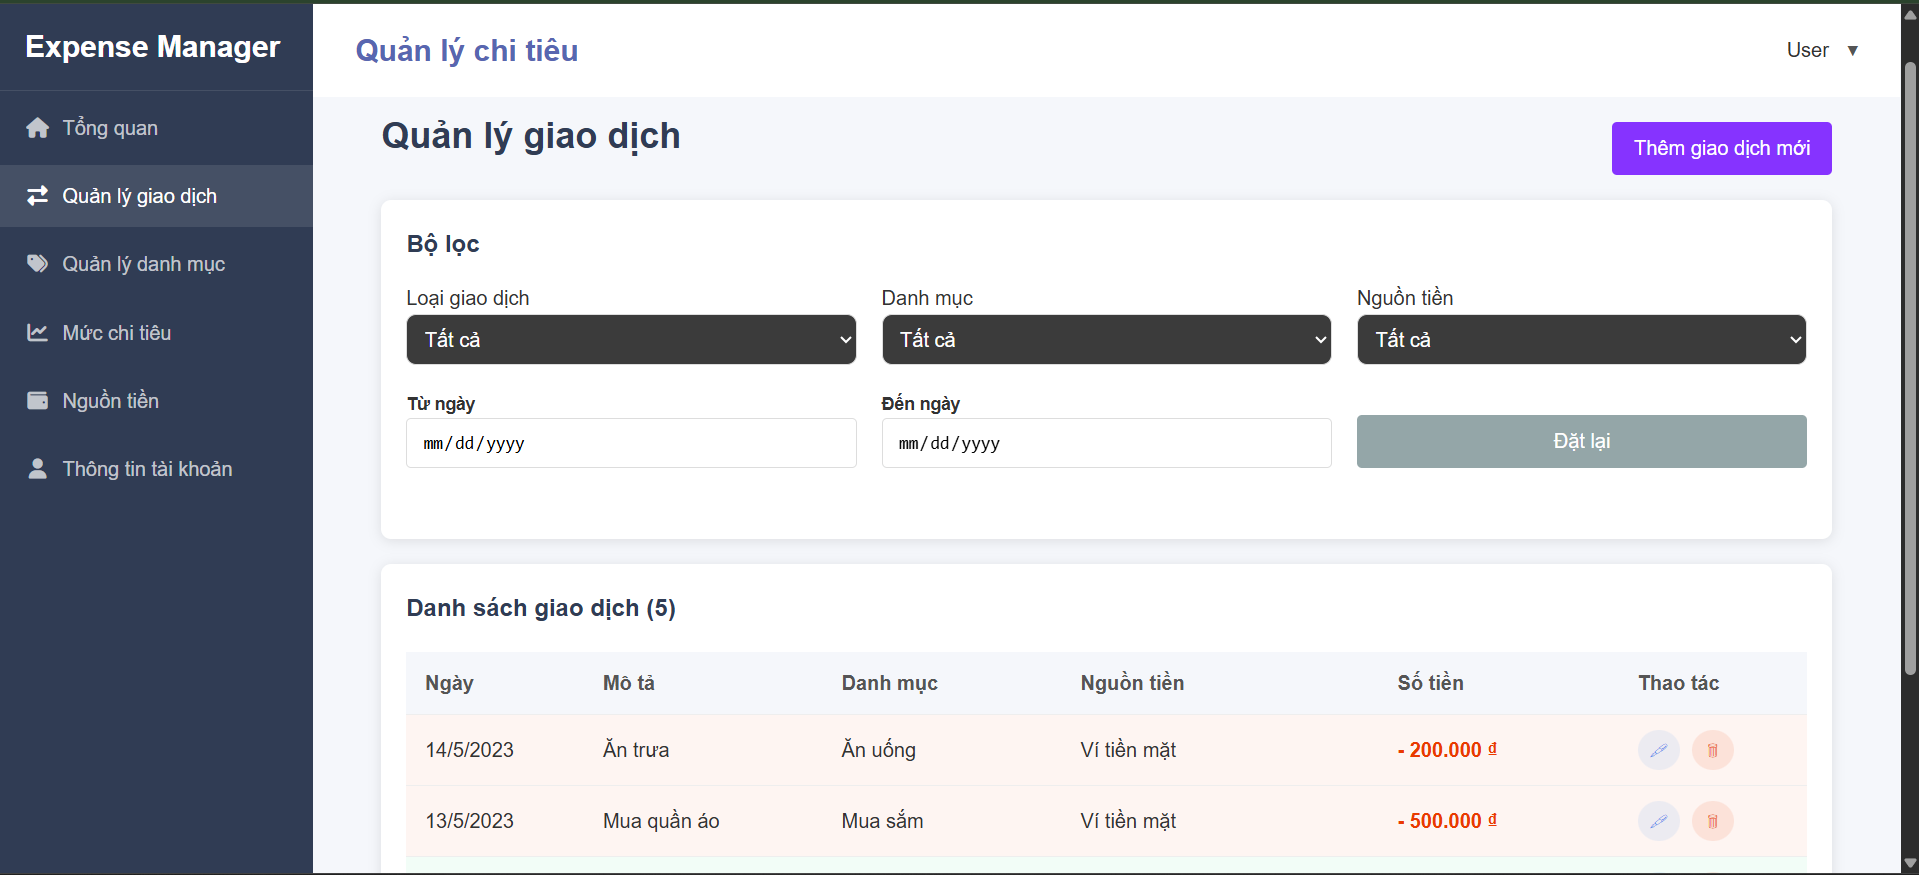 Expense Manager
Quản lý chi tiêu
User ▼
Tổng quan
Quản lý giao dịch
Quản lý danh mục
Mức chi tiêu
Nguồn tiền
Thông tin tài khoản
Quản lý giao dịch
Thêm giao dịch mới
Bộ lọc
Loại giao dịch Danh mục Nguồn tiền
Tất cả Tất cả Tất cả
Từ ngày Đến ngày
mm/dd/yyyy mm/dd/yyyy Đặt lại
Danh sách giao dịch (5)
Ngày Mô tả Danh mục Nguồn tiền Số tiền Thao tác
14/5/2023 Ăn trưa Ăn uống Ví tiền mặt - 200.000 ₫
13/5/2023 Mua quần áo Mua sắm Ví tiền mặt - 500.000 ₫